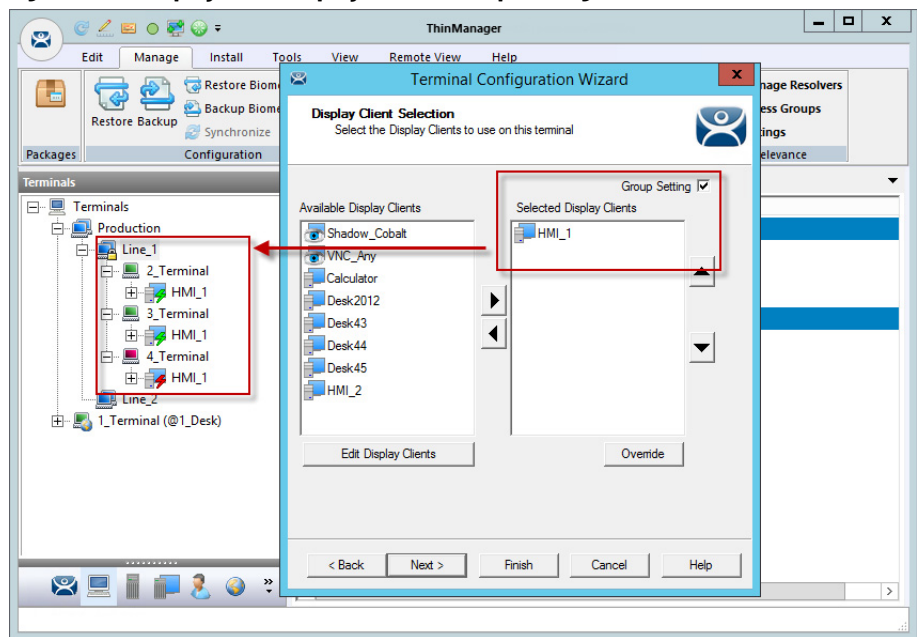 ThinManager
Edit Manage Install Tools View Remote View Help
Restore Backup
Restore Biome
Backup Biome
Synchronize
Packages
Configuration
nage Resolvers
ess Groups
tings
elevance
Terminals
Terminals
Production
Line_1
2_Terminal
HMI_1
3_Terminal
HMI_1
4_Terminal
HMI_1
Line_2
1_Terminal (@1_Desk)
Terminal Configuration Wizard
X
Display Client Selection
Select the Display Clients to use on this terminal
Group Setting
Available Display Clients
Selected Display Clients
Shadow_Cobalt
VNC_Any
Calculator
Desk2012
Desk43
Desk44
Desk45
HMI_2
HMI_1
Edit Display Clients
Override
< Back
Next >
Finish
Cancel
Help